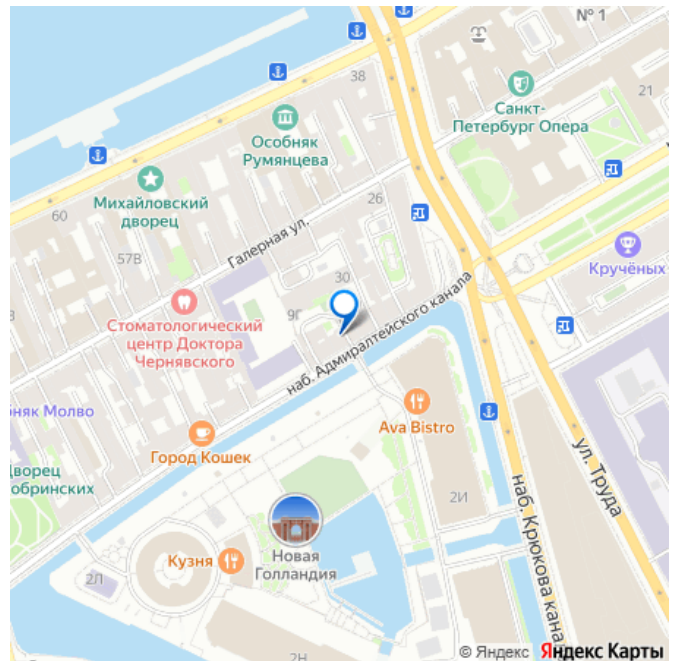 № 1
38
21
Санкт-
Петербург Опера
Особняк
Румянцева
Михайловский
дворец
60
26
57В
Галерная ул.
Кручёных
30
9Г
Стоматологический
центр Доктора
Чернявского
наб. Адмиралтейского канала
няк Молво
Город Кошек
Ava Bistro
Дворец
обринских
ул. Труда
2И
наб. Крюкова канал
Новая
Голландия
Кузня
2Л
2Н
© Яндекс Яндекс Карты